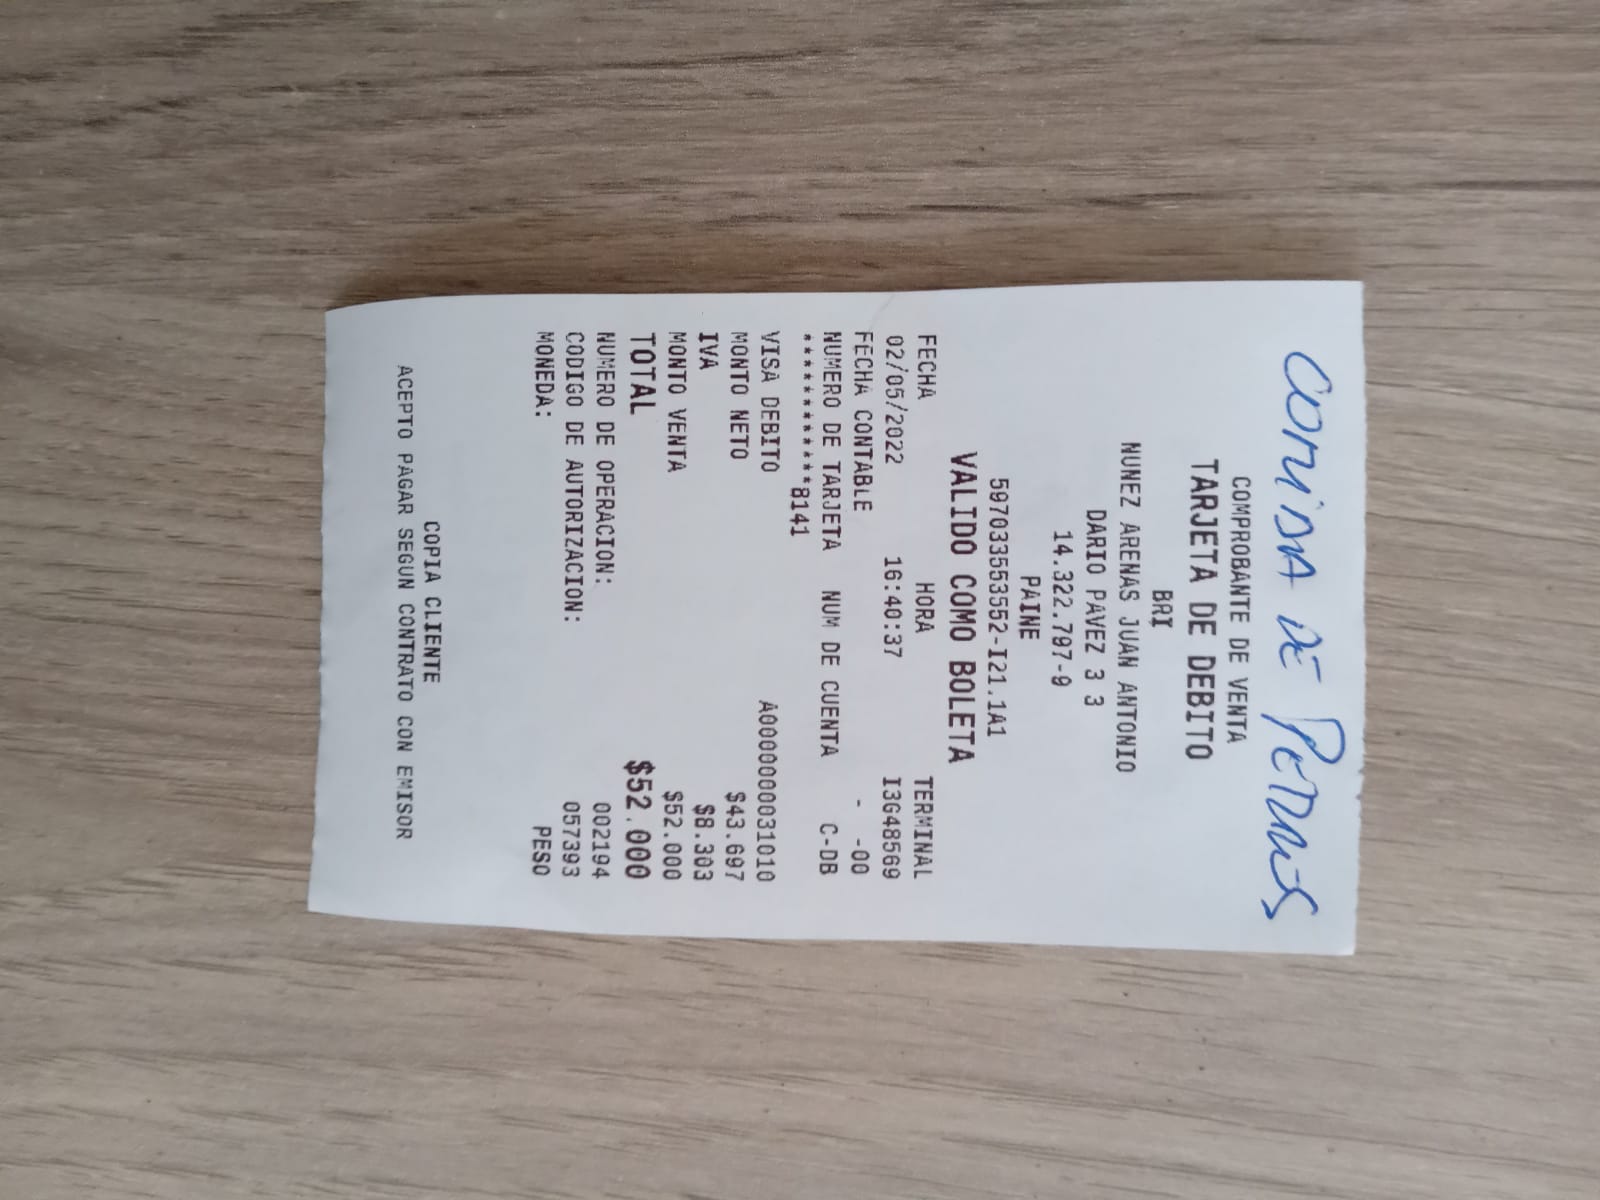 COMIDA DE PERROS
COMPROBANTE DE VENTA
TARJETA DE DEBITO
BRI
NUNEZ ARENAS JUAN ANTONIO
DARIO PAVEZ 3 3
14.322.797-9
PAINE
597033553552-I21.1A1
VALIDO COMO BOLETA
FECHA HORA TERMINAL
02/05/2022 16:40:37 I3G48569
FECHA CONTABLE - -00
NUMERO DE TARJETA NUM DE CUENTA C-DB
************8141
VISA DEBITO A0000000031010
MONTO NETO $43.697
IVA $8.303
MONTO VENTA $52.000
TOTAL $52.000
NUMERO DE OPERACION: 002194
CODIGO DE AUTORIZACION: 057393
MONEDA: PESO
COPIA CLIENTE
ACEPTO PAGAR SEGUN CONTRATO CON EMISOR